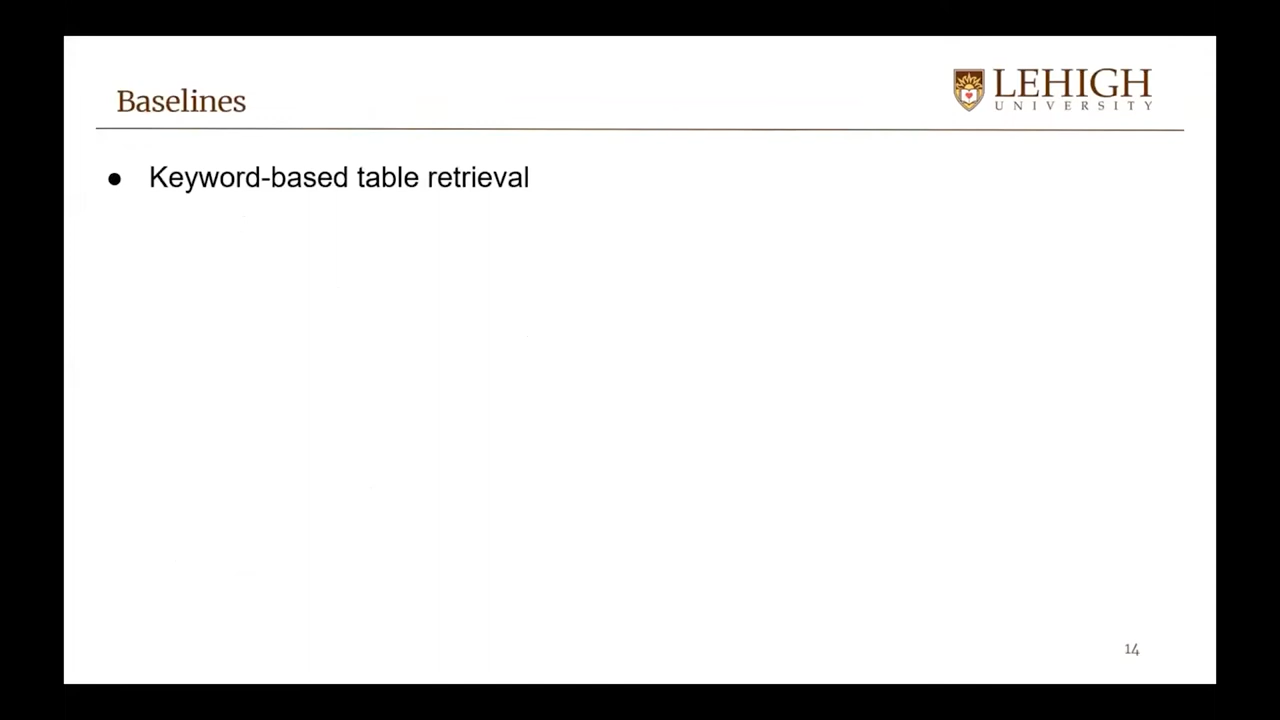 Baselines
LEHIGH
UNIVERSITY
● Keyword-based table retrieval
14